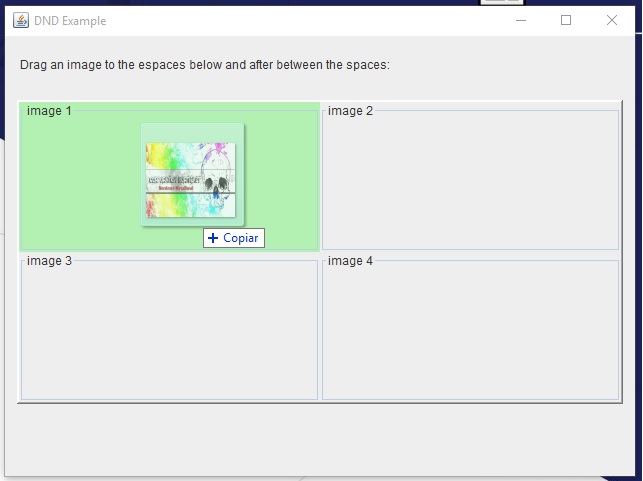 DND Example
Drag an image to the espaces below and after between the spaces:
image 1
image 2
Copiar
image 3
image 4